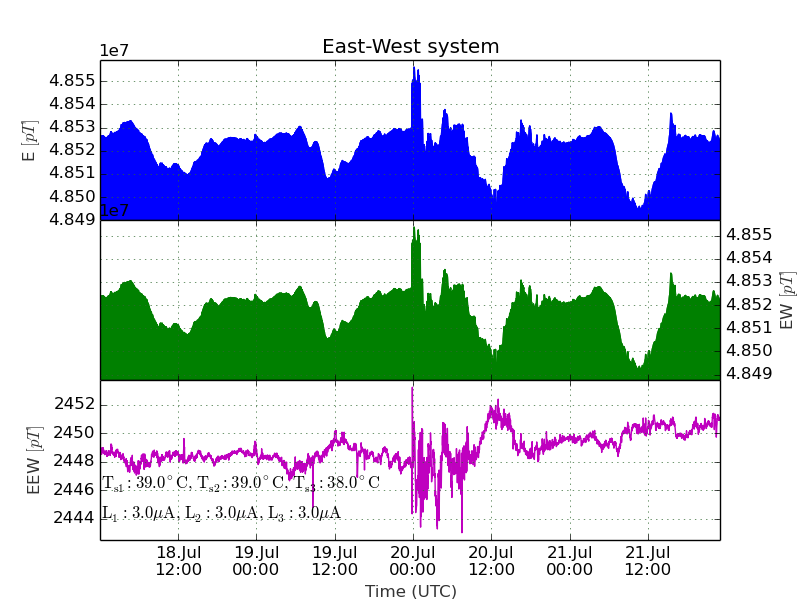 East-West system
1e7
4.855
4.854
4.853
4.852
4.851
4.850
4.849
E [pT]
1e7
4.855
4.854
4.853
4.852
4.850
4.849
EW [pT]
2452
2450
2448
2446
2444
EEW [pT]
T_s1 : 39.0°C, T_s2 : 39.0°C, T_s3 : 38.0°C
L_1 : 3.0μA, L_2 : 3.0μA, L_3 : 3.0μA
18.Jul 12:00
19.Jul 00:00
19.Jul 12:00
20.Jul 00:00
20.Jul 12:00
21.Jul 00:00
21.Jul 12:00
Time (UTC)